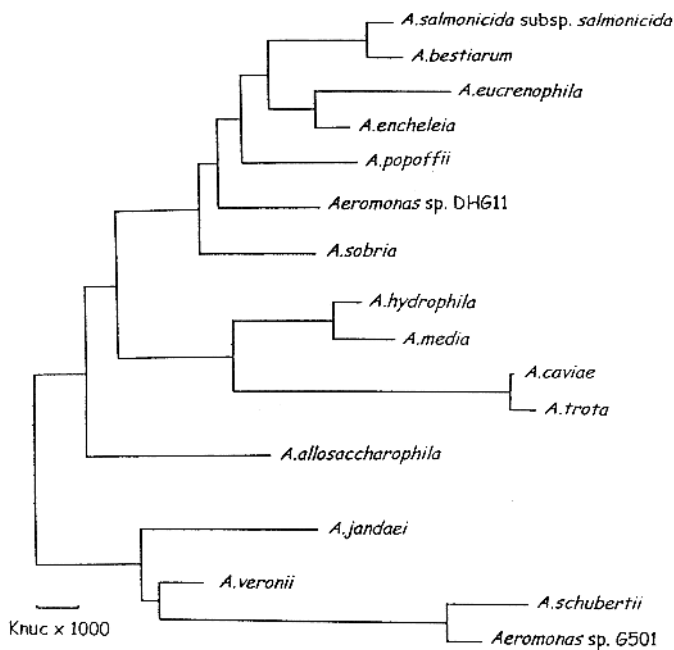 A.salmonicida subsp. salmonicida
A.bestiarum
A.eucrenophila
A.encheleia
A.popoffii
Aeromonas sp. DHG11
A.sobria
A.hydrophila
A.media
A.caviae
A.trota
A.allosaccharophila
A.jandaei
A.veronii
A.schubertii
Knuc x 1000
Aeromonas sp. G501